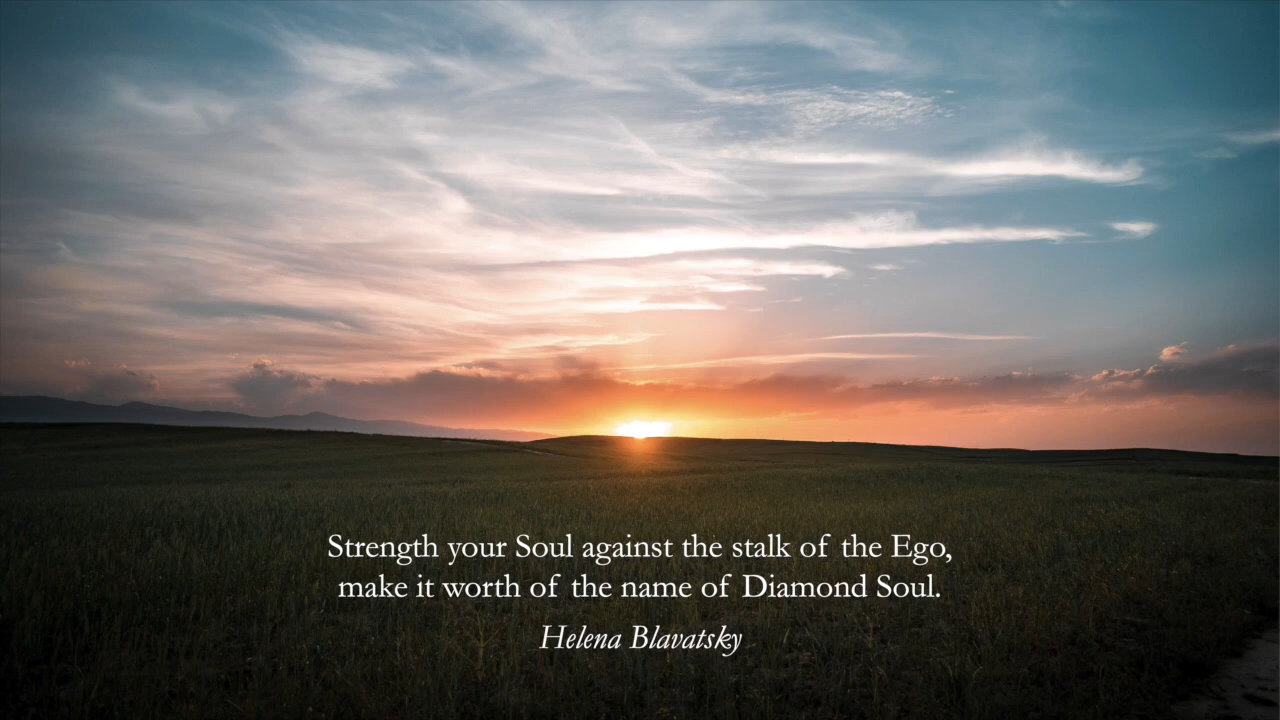 Strength your Soul against the stalk of the Ego,
make it worth of the name of Diamond Soul.
Helena Blavatsky